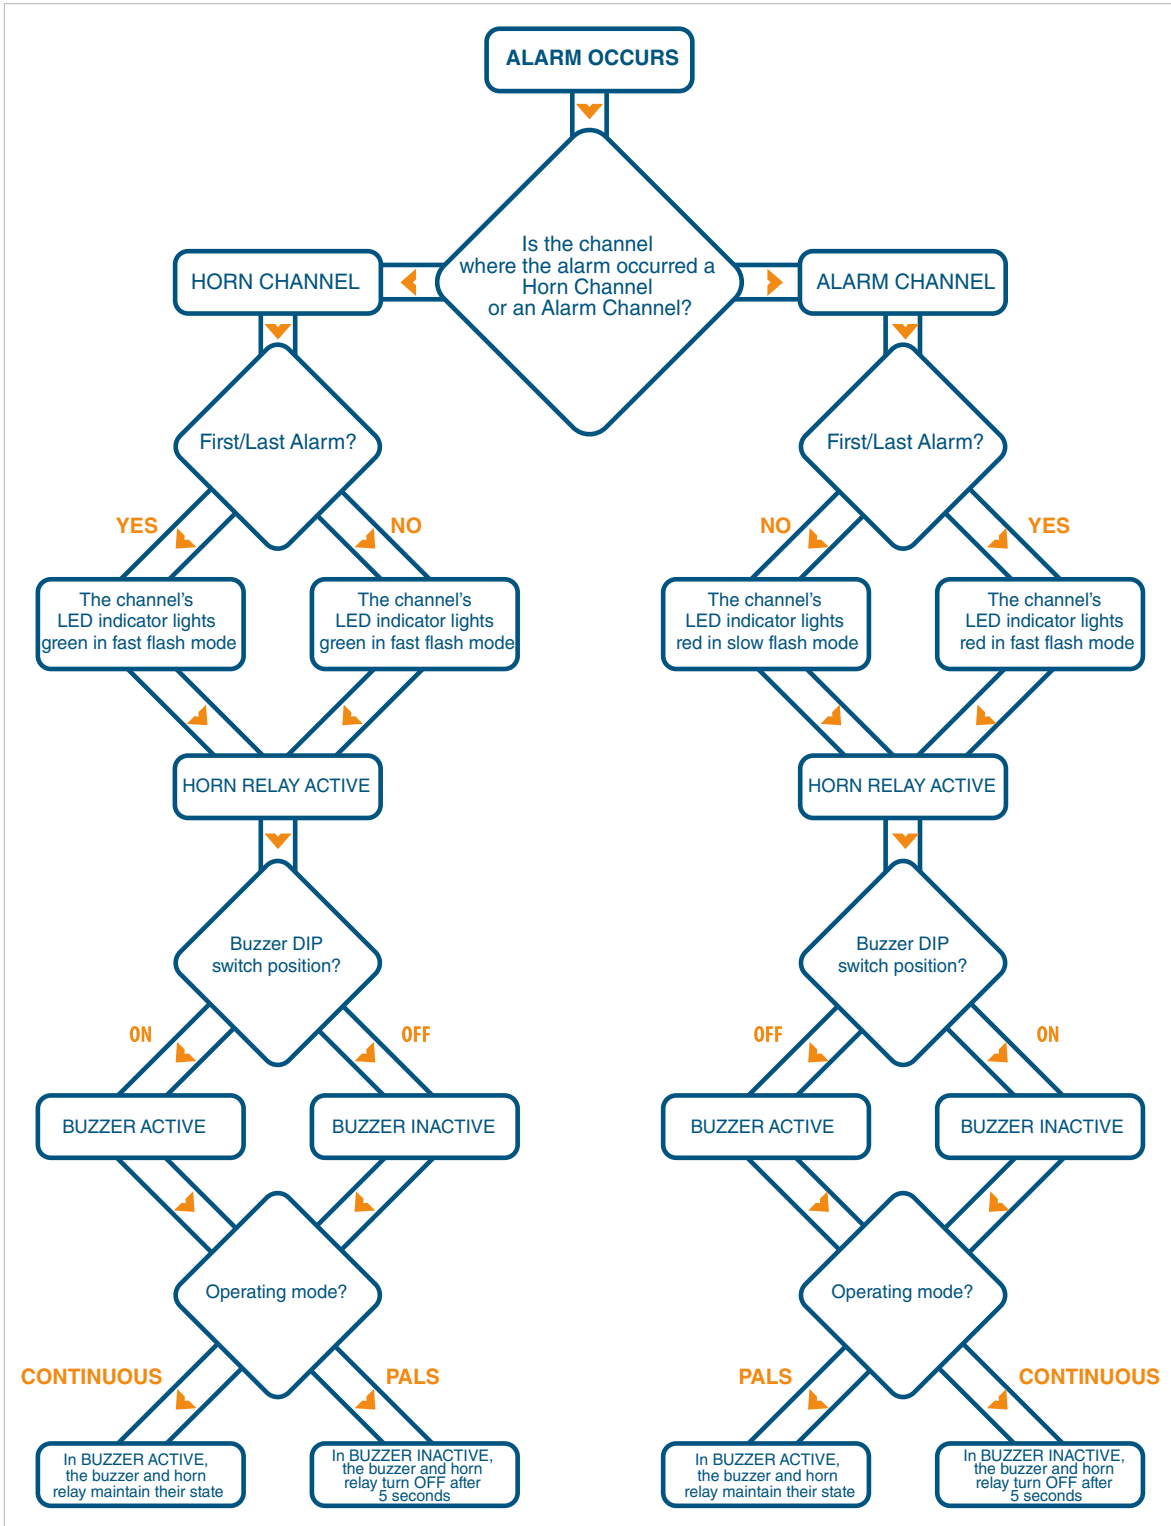 ALARM OCCURS
Is the channel
where the alarm occurred a
Horn Channel
or an Alarm Channel?
HORN CHANNEL
ALARM CHANNEL
First/Last Alarm?
First/Last Alarm?
YES
NO
NO
YES
The channel's
LED indicator lights
green in fast flash mode
The channel's
LED indicator lights
green in fast flash mode
The channel's
LED indicator lights
red in slow flash mode
The channel's
LED indicator lights
red in fast flash mode
HORN RELAY ACTIVE
HORN RELAY ACTIVE
Buzzer DIP
switch position?
Buzzer DIP
switch position?
ON
OFF
OFF
ON
BUZZER ACTIVE
BUZZER INACTIVE
BUZZER ACTIVE
BUZZER INACTIVE
Operating mode?
Operating mode?
CONTINUOUS
PALS
PALS
CONTINUOUS
In BUZZER ACTIVE,
the buzzer and horn
relay maintain their state
In BUZZER INACTIVE,
the buzzer and horn
relay turn OFF after
5 seconds
In BUZZER ACTIVE,
the buzzer and horn
relay maintain their state
In BUZZER INACTIVE,
the buzzer and horn
relay turn OFF after
5 seconds